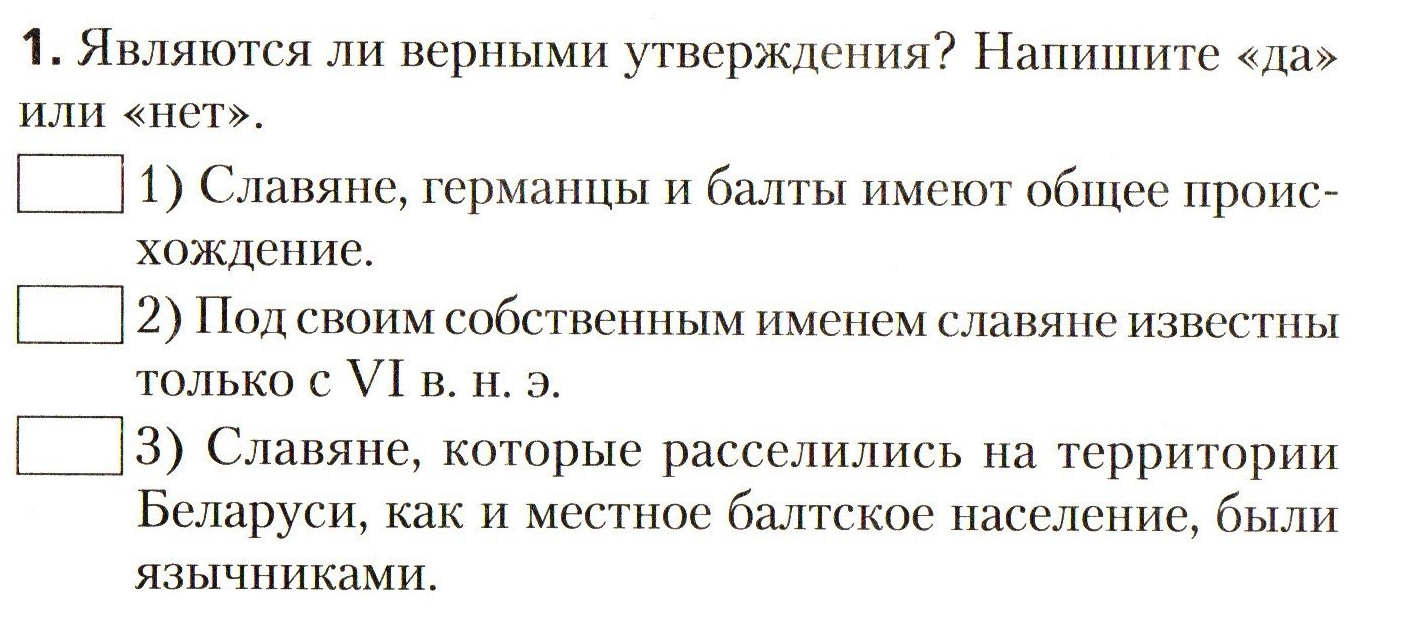 1. Являются ли верными утверждения? Напишите «да»
или «нет».
1) Славяне, германцы и балты имеют общее проис-
хождение.
2) Под своим собственным именем славяне известны
только с VI в. н. э.
3) Славяне, которые расселились на территории
Беларуси, как и местное балтское население, были
язычниками.